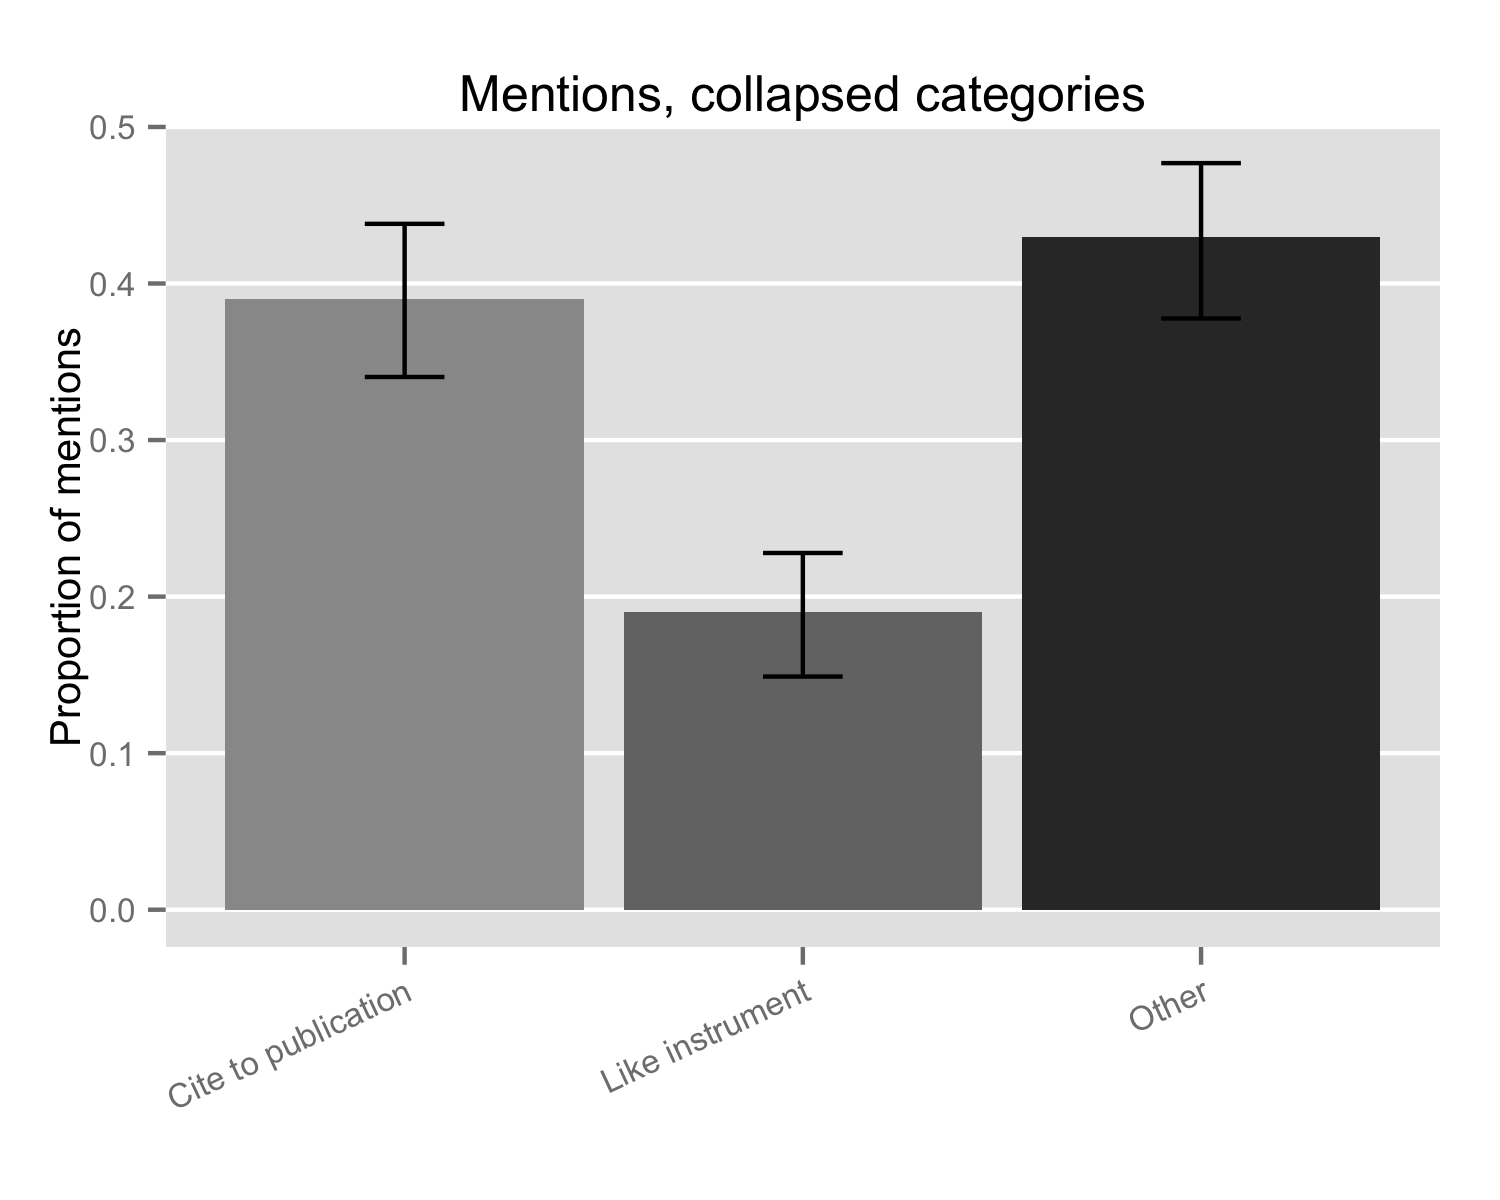 Mentions, collapsed categories
Proportion of mentions
0.5
0.4
0.3
0.2
0.1
0.0
Cite to publication
Like instrument
Other